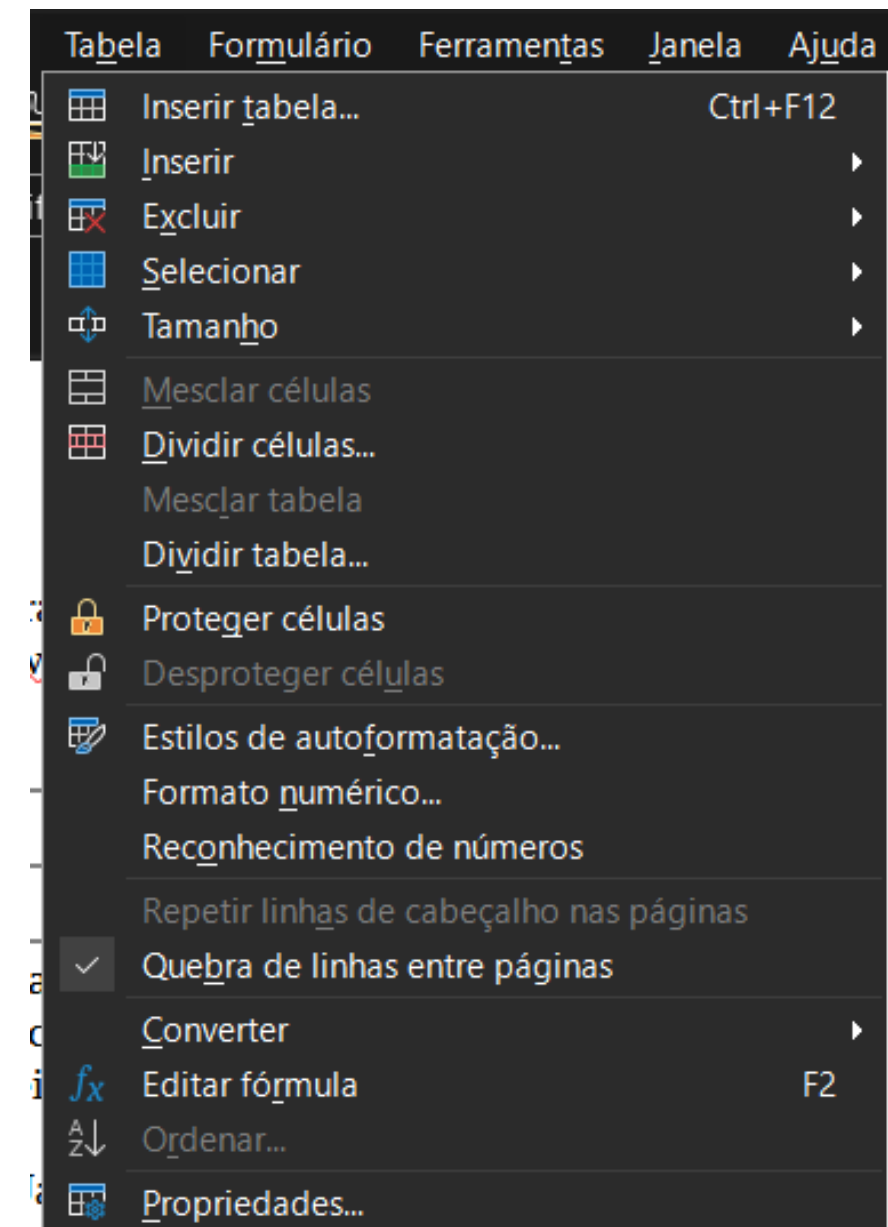 Tabela Formulário Ferramentas Janela Ajuda
Inserir tabela... Ctrl+F12
Inserir
Excluir
Selecionar
Tamanho
Mesclar células
Dividir células...
Mesclar tabela
Dividir tabela...
Proteger células
Desproteger células
Estilos de autoformatação...
Formato numérico...
Reconhecimento de números
Repetir linhas de cabeçalho nas páginas
Quebra de linhas entre páginas
Converter
Editar fórmula F2
Ordenar...
Propriedades...